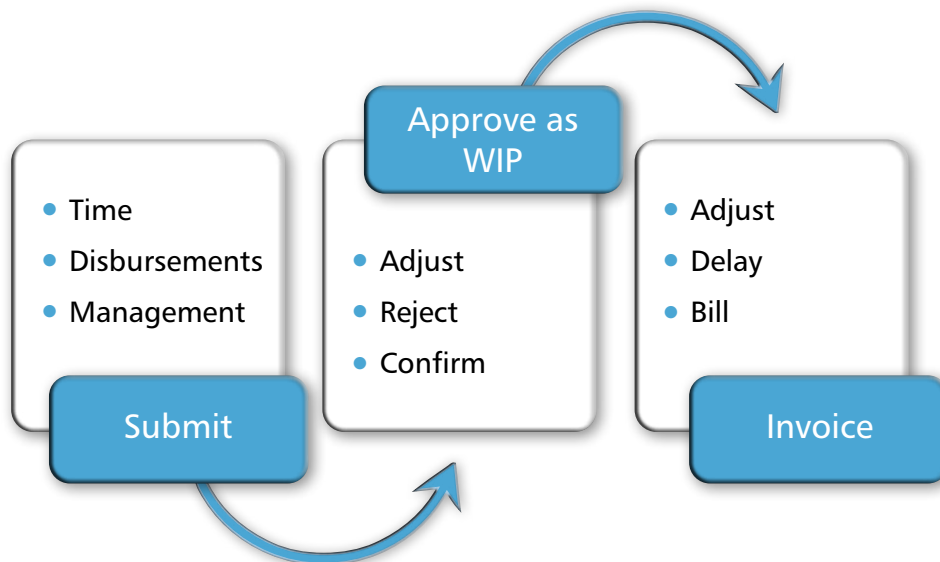 Time
Disbursements
Management
Submit
Approve as
WIP
Adjust
Reject
Confirm
Adjust
Delay
Bill
Invoice